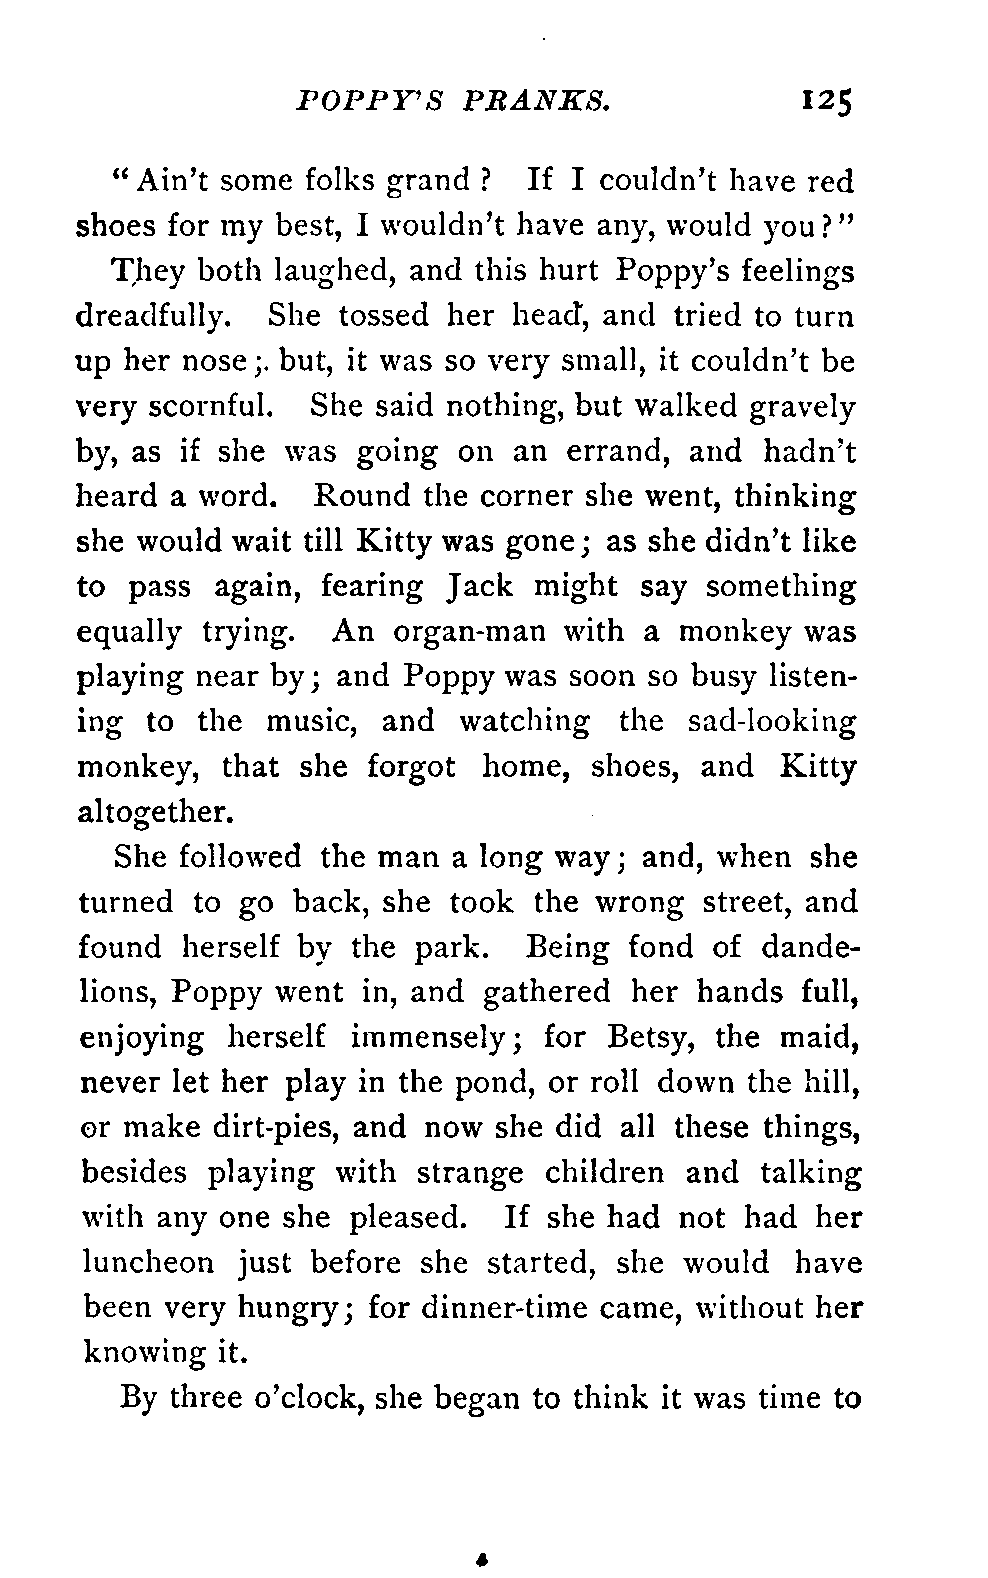 POPPY'S PRANKS. 125
"Ain't some folks grand? If I couldn't have red
shoes for my best, I wouldn't have any, would you?"
They both laughed, and this hurt Poppy's feelings
dreadfully. She tossed her head, and tried to turn
up her nose; but, it was so very small, it couldn't be
very scornful. She said nothing, but walked gravely
by, as if she was going on an errand, and hadn't
heard a word. Round the corner she went, thinking
she would wait till Kitty was gone; as she didn't like
to pass again, fearing Jack might say something
equally trying. An organ-man with a monkey was
playing near by; and Poppy was soon so busy listen-
ing to the music, and watching the sad-looking
monkey, that she forgot home, shoes, and Kitty
altogether.
She followed the man a long way; and, when she
turned to go back, she took the wrong street, and
found herself by the park. Being fond of dande-
lions, Poppy went in, and gathered her hands full,
enjoying herself immensely; for Betsy, the maid,
never let her play in the pond, or roll down the hill,
or make dirt-pies, and now she did all these things,
besides playing with strange children and talking
with any one she pleased. If she had not had her
luncheon just before she started, she would have
been very hungry; for dinner-time came, without her
knowing it.
By three o'clock, she began to think it was time to